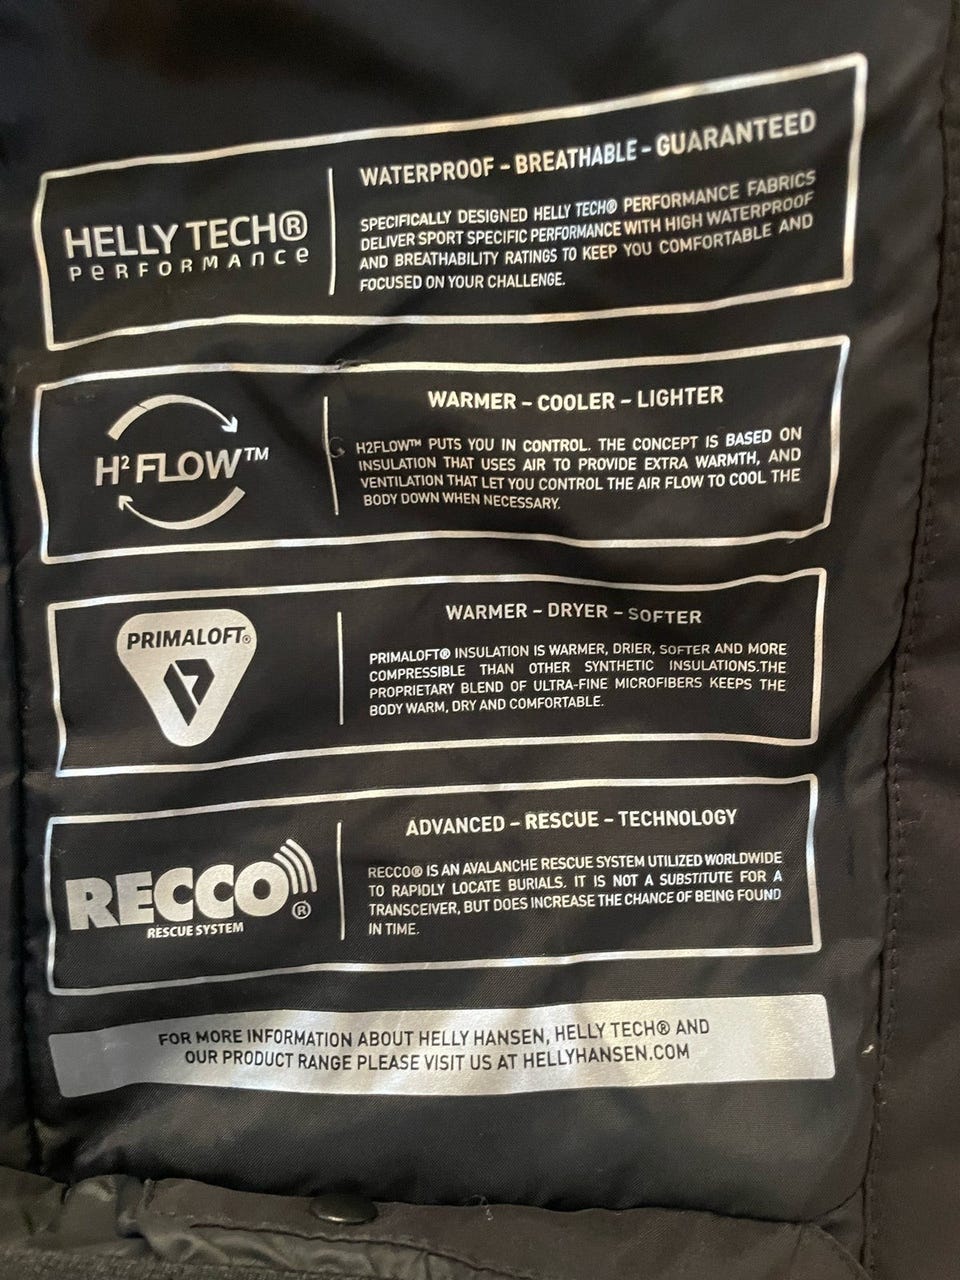 HELLY TECH®
PERFORMANCE
WATERPROOF – BREATHABLE – GUARANTEED
SPECIFICALLY DESIGNED HELLY TECH® PERFORMANCE FABRICS
DELIVER SPORT SPECIFIC PERFORMANCE WITH HIGH WATERPROOF
AND BREATHABILITY RATINGS TO KEEP YOU COMFORTABLE AND
FOCUSED ON YOUR CHALLENGE.
H² FLOW™
WARMER – COOLER – LIGHTER
H2FLOW™ PUTS YOU IN CONTROL. THE CONCEPT IS BASED ON
INSULATION THAT USES AIR TO PROVIDE EXTRA WARMTH, AND
VENTILATION THAT LET YOU CONTROL THE AIR FLOW TO COOL THE
BODY DOWN WHEN NECESSARY.
PRIMALOFT®
WARMER – DRYER – SOFTER
PRIMALOFT® INSULATION IS WARMER, DRIER, SOFTER AND MORE
COMPRESSIBLE THAN OTHER SYNTHETIC INSULATIONS.THE
PROPRIETARY BLEND OF ULTRA-FINE MICROFIBERS KEEPS THE
BODY WARM, DRY AND COMFORTABLE.
RECCO®
RESCUE SYSTEM
ADVANCED – RESCUE – TECHNOLOGY
RECCO® IS AN AVALANCHE RESCUE SYSTEM UTILIZED WORLDWIDE
TO RAPIDLY LOCATE BURIALS. IT IS NOT A SUBSTITUTE FOR A
TRANSCEIVER, BUT DOES INCREASE THE CHANCE OF BEING FOUND
IN TIME.
FOR MORE INFORMATION ABOUT HELLY HANSEN, HELLY TECH® AND
OUR PRODUCT RANGE PLEASE VISIT US AT HELLYHANSEN.COM